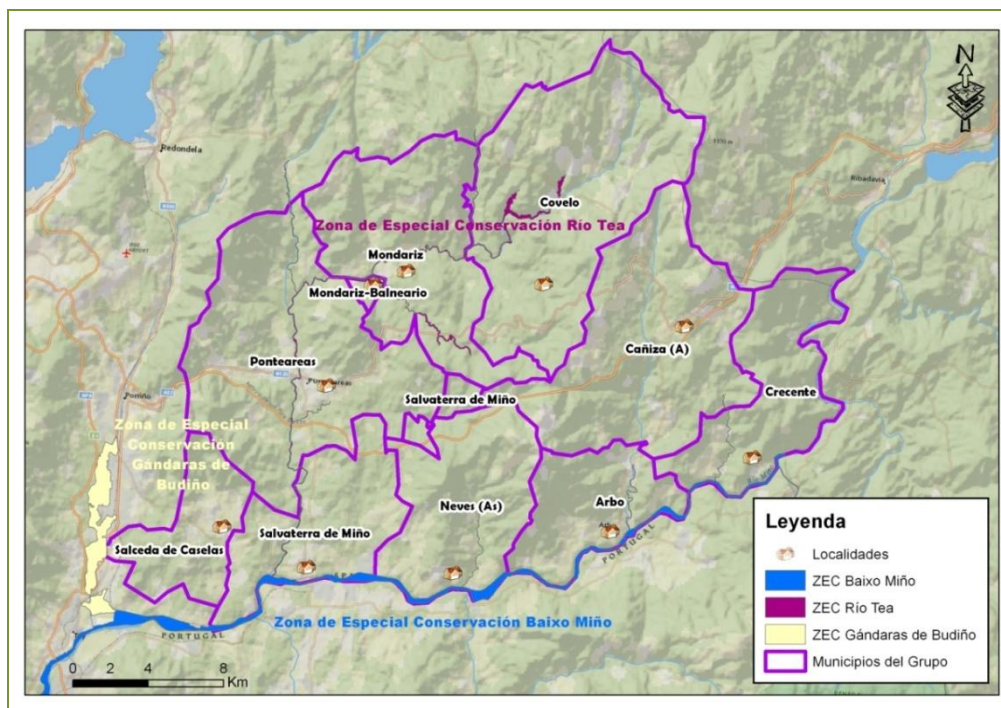 N
Redondela
Ribadavia
Covelo
Zona de Especial Conservación Río Tea
Mondariz
Mondariz-Balneario
Cañiza (A)
Ponteareas
Crecente
Salvaterra de Miño
Porriño
Zona de Especial
Conservación
Gándaras de
Budiño
Neves (As)
Arbo
Salvaterra de Miño
Salceda de Caselas
PORTUGAL
Zona de Especial Conservación Baixo Miño
PORTUGAL
0 2 4 8
Km
Leyenda
Localidades
ZEC Baixo Miño
ZEC Río Tea
ZEC Gándaras de Budiño
Municipios del Grupo